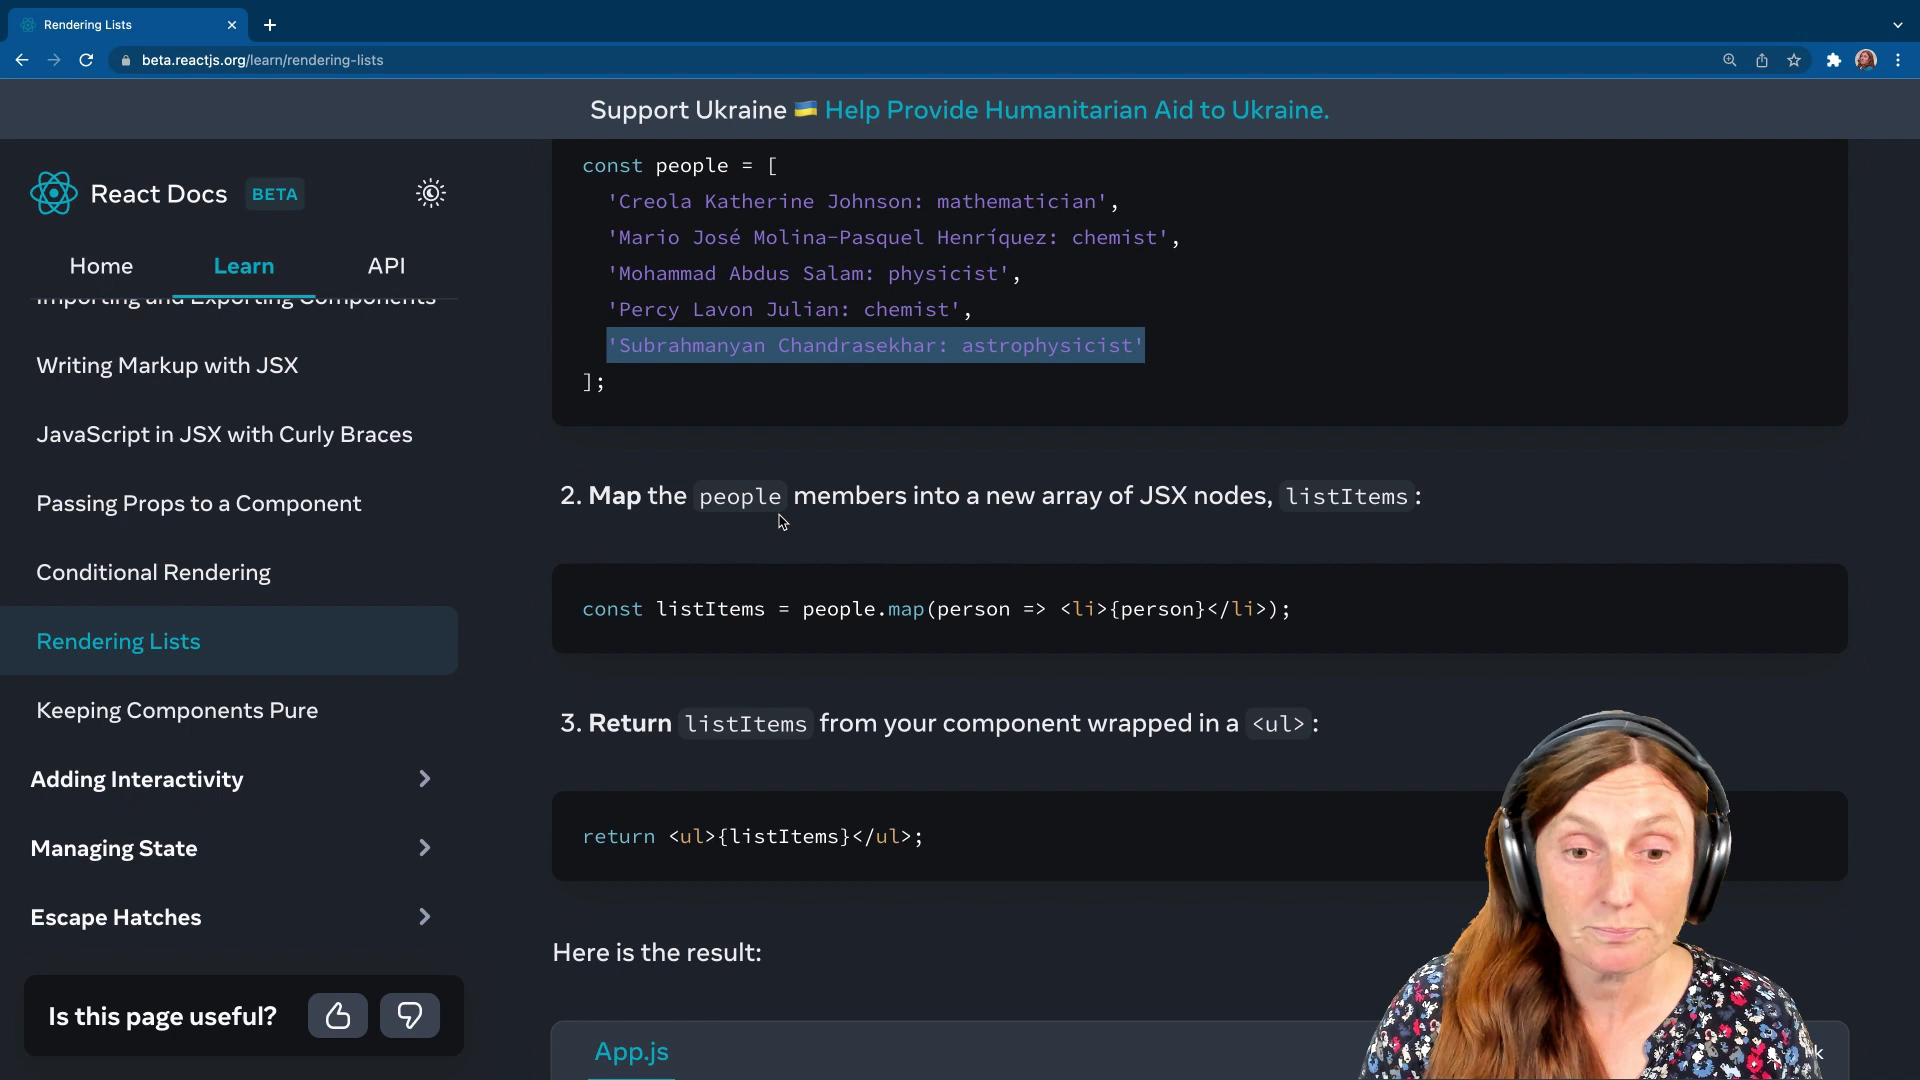 Rendering Lists
beta.reactjs.org/learn/rendering-lists
Support Ukraine 🇺🇦 Help Provide Humanitarian Aid to Ukraine.
React Docs BETA
Home Learn API
Importing and Exporting Components
Writing Markup with JSX
JavaScript in JSX with Curly Braces
Passing Props to a Component
Conditional Rendering
Rendering Lists
Keeping Components Pure
Adding Interactivity
Managing State
Escape Hatches
Is this page useful?
const people = [
'Creola Katherine Johnson: mathematician',
'Mario José Molina-Pasquel Henríquez: chemist',
'Mohammad Abdus Salam: physicist',
'Percy Lavon Julian: chemist',
'Subrahmanyan Chandrasekhar: astrophysicist'
];
2. Map the people members into a new array of JSX nodes, listItems:
const listItems = people.map(person => <li>{person}</li>);
3. Return listItems from your component wrapped in a <ul>:
return <ul>{listItems}</ul>;
Here is the result:
App.js